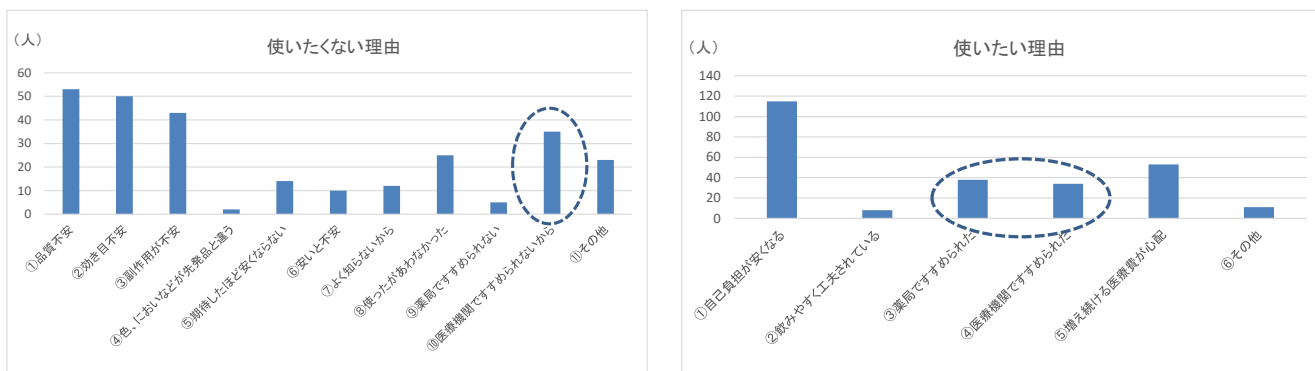 (人)
使いたくない理由
60
50
40
30
20
10
0
①品質不安
②効き目不安
③副作用が不安
④色、においなどが先発品と違う
⑤期待したほど安くならない
⑥安いと不安
⑦よく知らないから
⑧使ったがあわなかった
⑨薬局ですすめられない
⑩医療機関ですすめられないから
⑪その他
(人)
使いたい理由
140
120
100
80
60
40
20
0
①自己負担が安くなる
②飲みやすく工夫されている
③薬局ですすめられた
④医療機関ですすめられた
⑤増え続ける医療費が心配
⑥その他